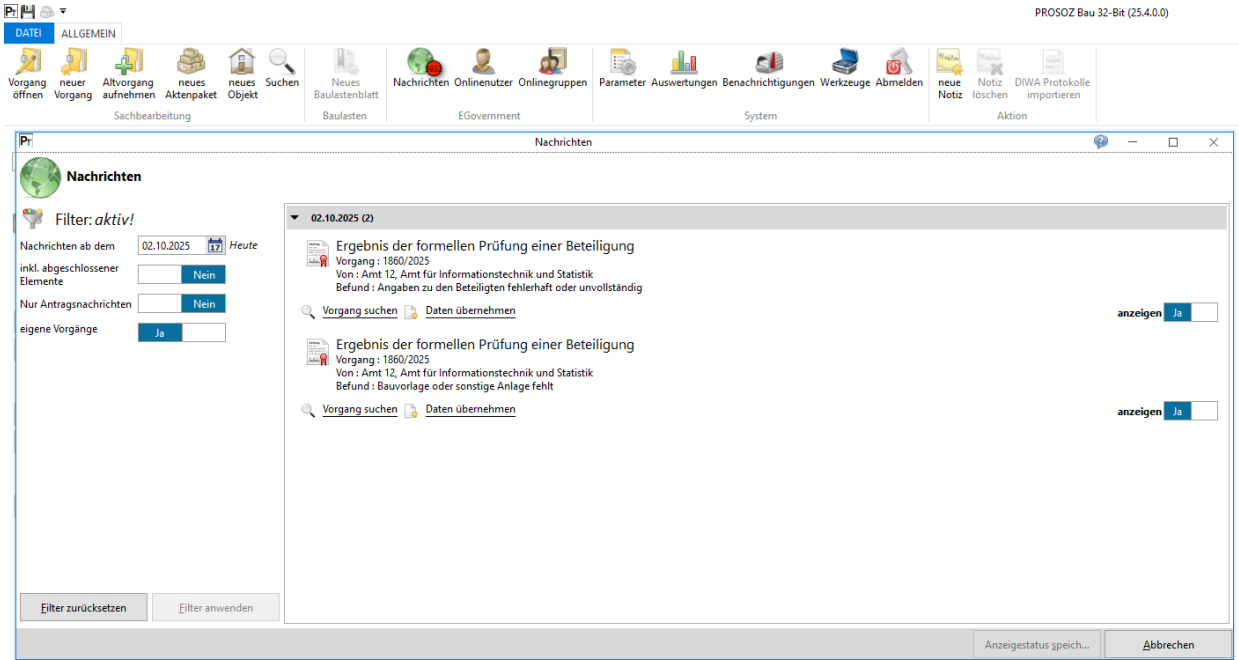 PROSOZ Bau 32-Bit (25.4.0.0)
DATEI ALLGEMEIN
Vorgang öffnen
neuer Vorgang
Altvorgang aufnehmen
neues Aktenpaket
neues Objekt
Suchen
Sachbearbeitung
Neues Baulastenblatt
Baulasten
Nachrichten
Onlinenutzer
Onlinegruppen
EGovernment
Parameter
Auswertungen
Benachrichtigungen
Werkzeuge
Abmelden
System
neue Notiz
Notiz löschen
DIWA Protokolle importieren
Aktion
Nachrichten
Nachrichten
Filter: aktiv!
Nachrichten ab dem 02.10.2025 17 Heute
inkl. abgeschlossener
Elemente
Nein
Nur Antragsnachrichten Nein
eigene Vorgänge Ja
Filter zurücksetzen Filter anwenden
02.10.2025 (2)
Ergebnis der formellen Prüfung einer Beteiligung
Vorgang : 1860/2025
Von : Amt 12, Amt für Informationstechnik und Statistik
Befund : Angaben zu den Beteiligten fehlerhaft oder unvollständig
Vorgang suchen Daten übernehmen anzeigen Ja
Ergebnis der formellen Prüfung einer Beteiligung
Vorgang : 1860/2025
Von : Amt 12, Amt für Informationstechnik und Statistik
Befund : Bauvorlage oder sonstige Anlage fehlt
Vorgang suchen Daten übernehmen anzeigen Ja
Anzeigestatus speich... Abbrechen